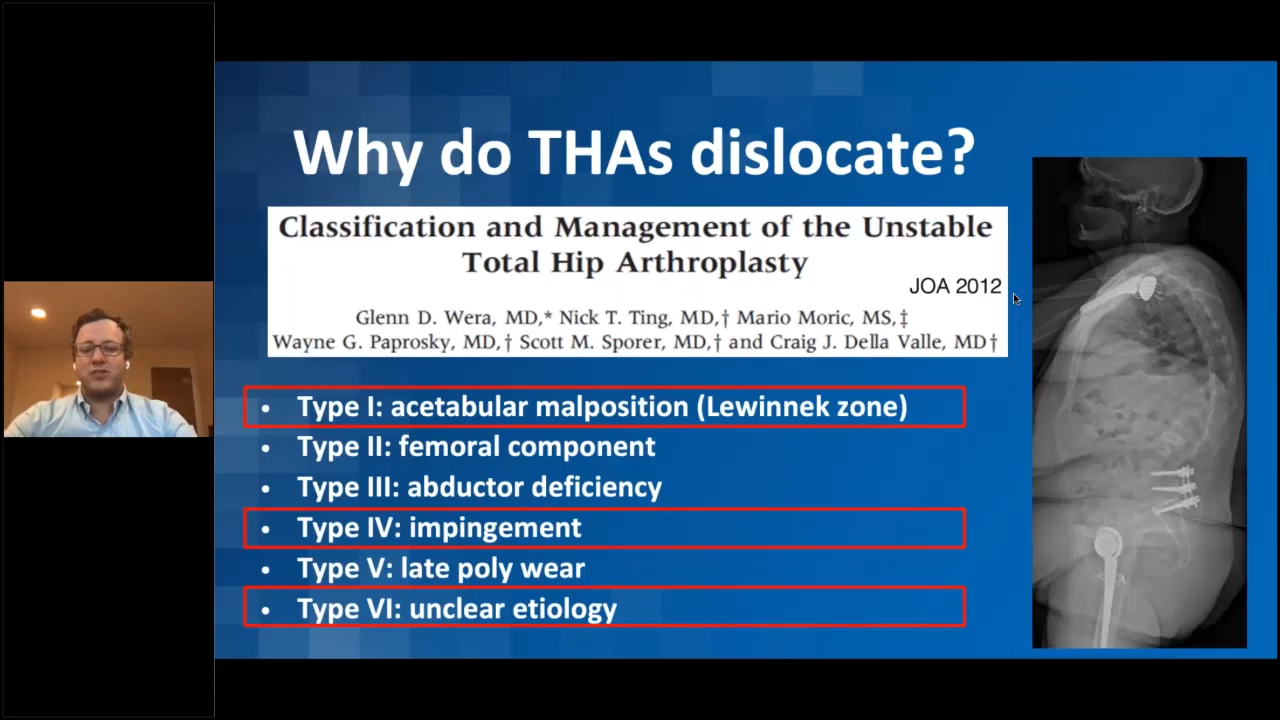 Why do THAs dislocate?
Classification and Management of the Unstable
Total Hip Arthroplasty
JOA 2012
Glenn D. Wera, MD,* Nick T. Ting, MD,† Mario Moric, MS,‡
Wayne G. Paprosky, MD,† Scott M. Sporer, MD,† and Craig J. Della Valle, MD†
• Type I: acetabular malposition (Lewinnek zone)
• Type II: femoral component
• Type III: abductor deficiency
• Type IV: impingement
• Type V: late poly wear
• Type VI: unclear etiology